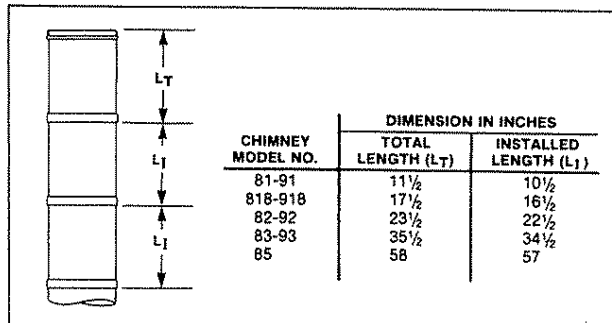 LT
LI
LI
DIMENSION IN INCHES
CHIMNEY MODEL NO. TOTAL LENGTH (LT) INSTALLED LENGTH (LI)
81-91 11½ 10½
818-918 17½ 16½
82-92 23½ 22½
83-93 35½ 34½
85 58 57